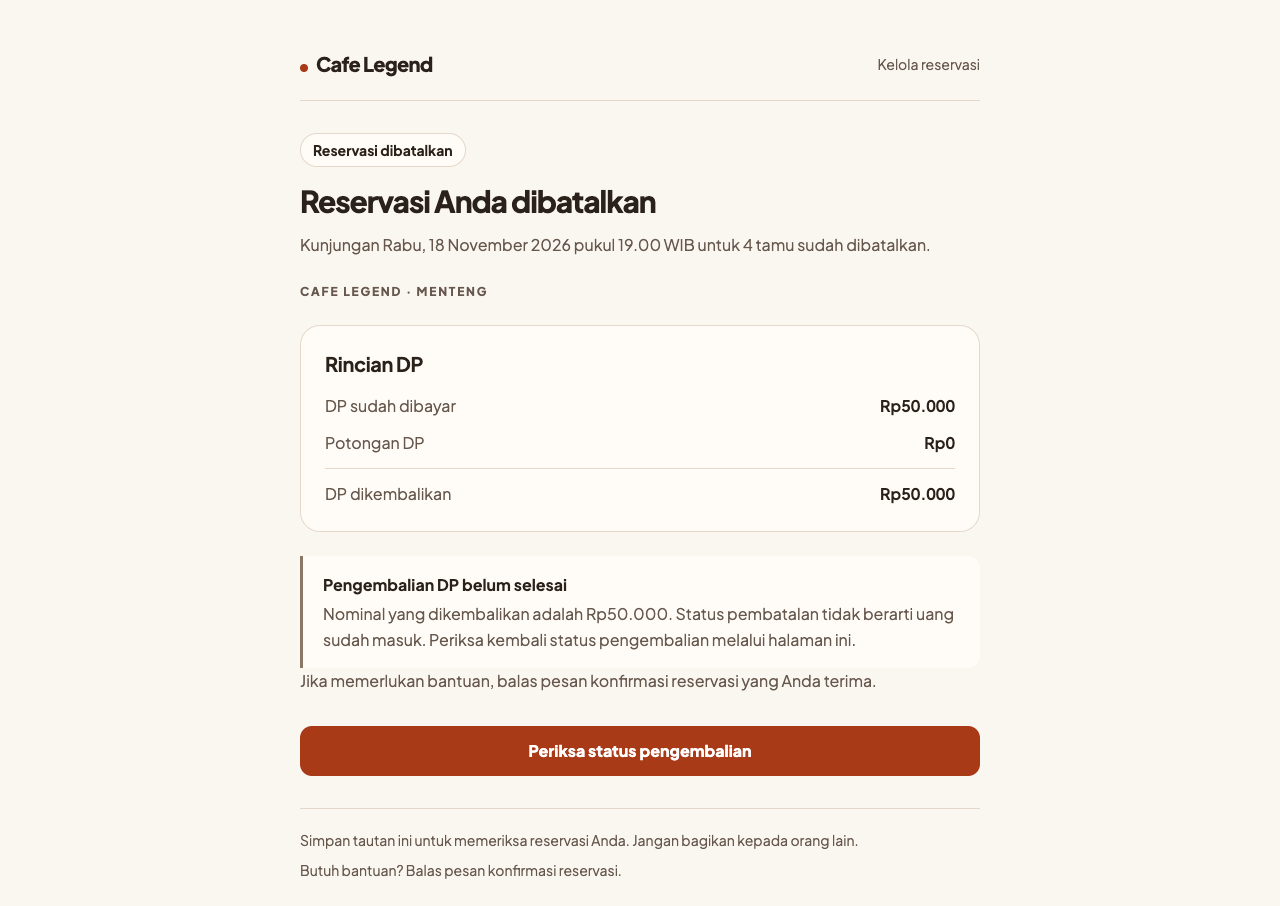 Cafe Legend
Kelola reservasi
Reservasi dibatalkan
Reservasi Anda dibatalkan
Kunjungan Rabu, 18 November 2026 pukul 19.00 WIB untuk 4 tamu sudah dibatalkan.
CAFE LEGEND · MENTENG
Rincian DP
DP sudah dibayar Rp50.000
Potongan DP Rp0
DP dikembalikan Rp50.000
Pengembalian DP belum selesai
Nominal yang dikembalikan adalah Rp50.000. Status pembatalan tidak berarti uang
sudah masuk. Periksa kembali status pengembalian melalui halaman ini.
Jika memerlukan bantuan, balas pesan konfirmasi reservasi yang Anda terima.
Periksa status pengembalian
Simpan tautan ini untuk memeriksa reservasi Anda. Jangan bagikan kepada orang lain.
Butuh bantuan? Balas pesan konfirmasi reservasi.